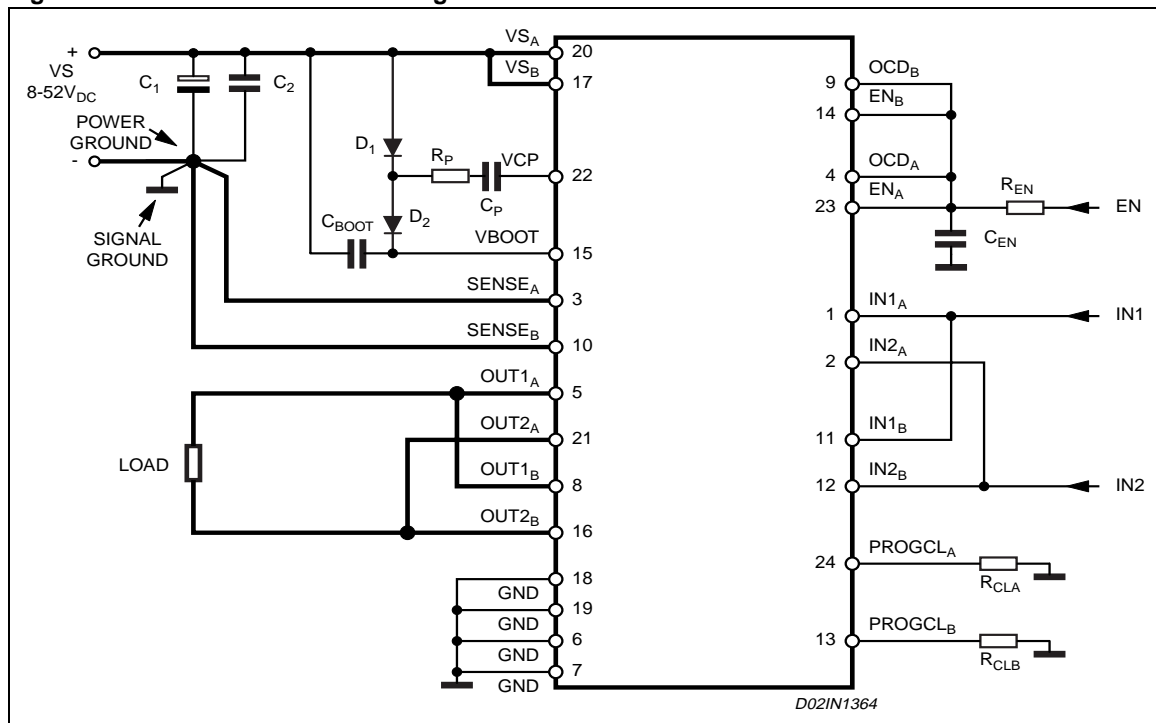 +
VS
8-52VDC
C1
C2
POWER
GROUND
-
SIGNAL
GROUND
D1
RP
CP
VCP
D2
CBOOT
VBOOT
VSA
20
VSB
17
22
15
SENSEA
3
SENSEB
10
OUT1A
5
OUT2A
21
OUT1B
8
OUT2B
16
LOAD
18
GND
19
GND
6
GND
7
GND
9
OCDB
14
ENB
4
OCDA
23
ENA
REN
EN
CEN
1
IN1A
IN1
2
IN2A
11
IN1B
12
IN2B
IN2
24
PROGCLA
RCLA
13
PROGCLB
RCLB
D02IN1364